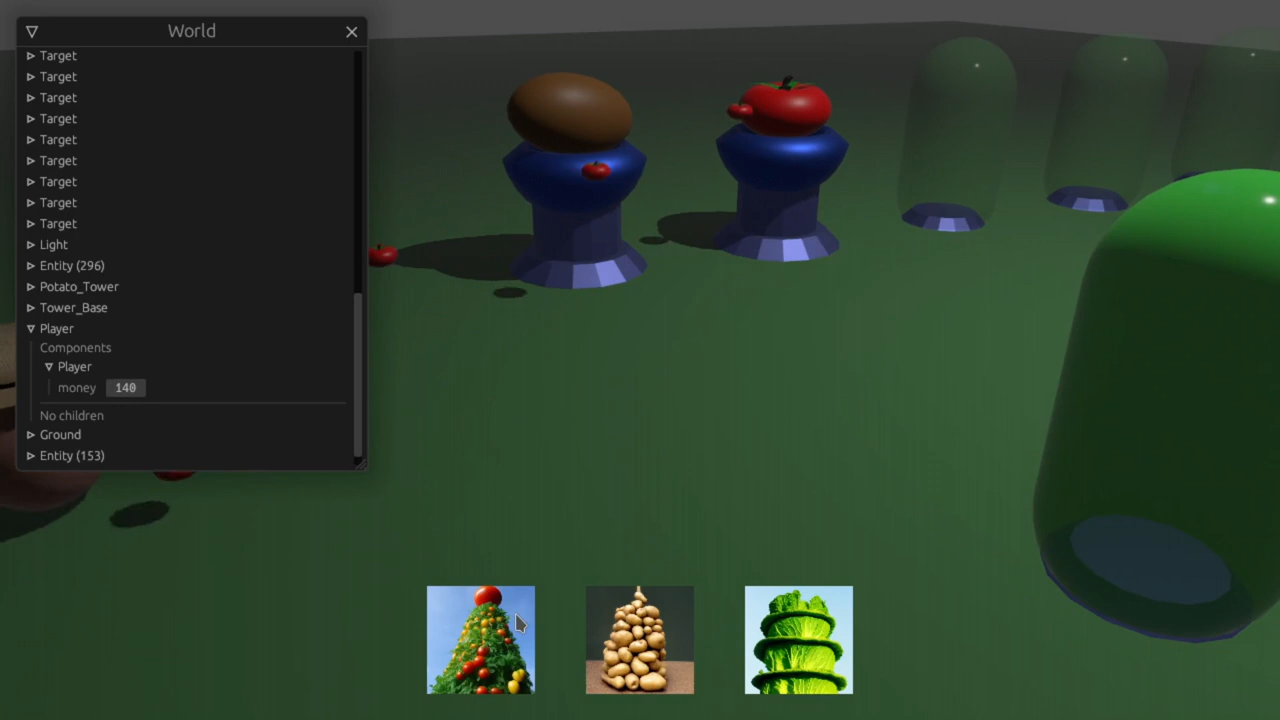 World
Target
Target
Target
Target
Target
Target
Target
Target
Target
Light
Entity (296)
Potato_Tower
Tower_Base
Player
Components
Player
money 140
No children
Ground
Entity (153)